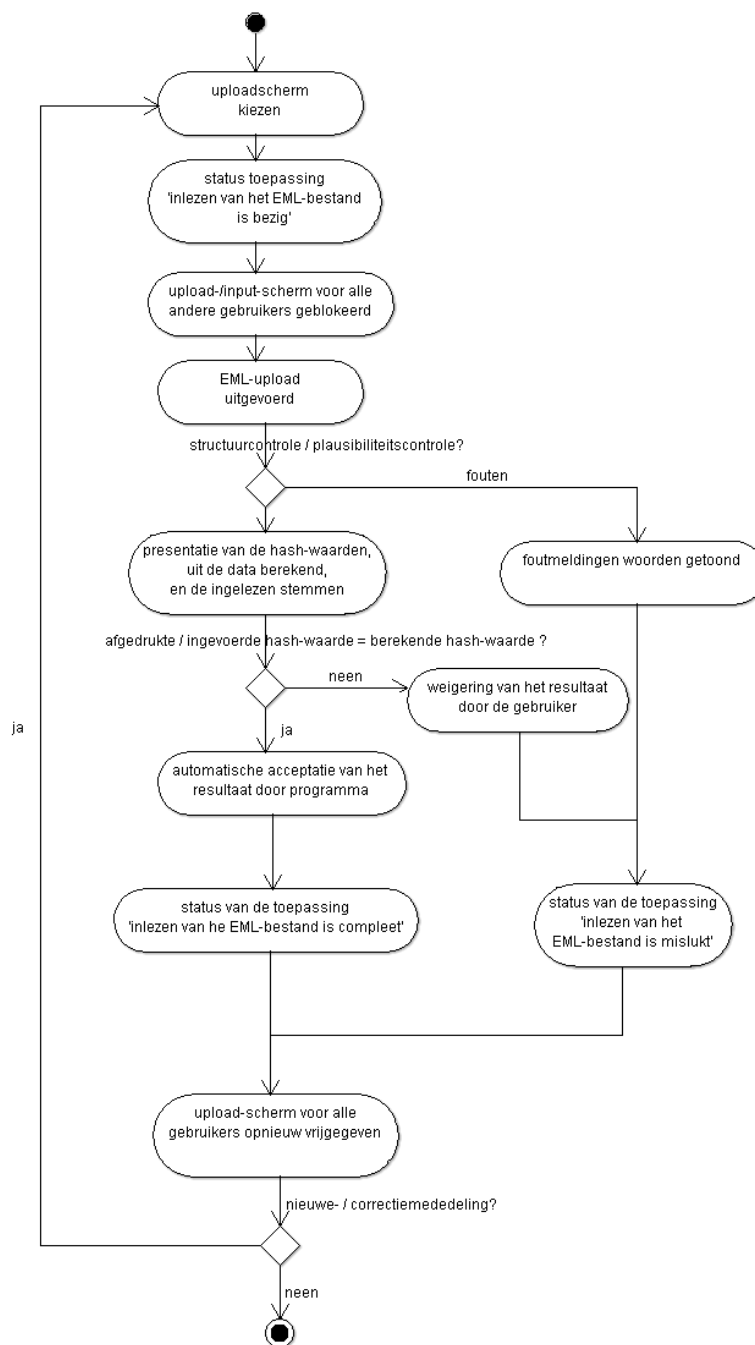 uploadscherm
kiezen
status toepassing
'inlezen van het EML-bestand
is bezig'
upload-/input-scherm voor alle
andere gebruikers geblokeerd
EML-upload
uitgevoerd
structuurcontrole / plausibiliteitscontrole?
fouten
presentatie van de hash-waarden,
uit de data berekend,
en de ingelezen stemmen
foutmeldingen woorden getoond
afgedrukte / ingevoerde hash-waarde = berekende hash-waarde ?
neen
weigering van het resultaat
door de gebruiker
ja
ja
automatische acceptatie van het
resultaat door programma
status van de toepassing
'inlezen van he EML-bestand is compleet'
status van de toepassing
'inlezen van het
EML-bestand is mislukt'
upload-scherm voor alle
gebruikers opnieuw vrijgegeven
nieuwe- / correctiemededeling?
neen